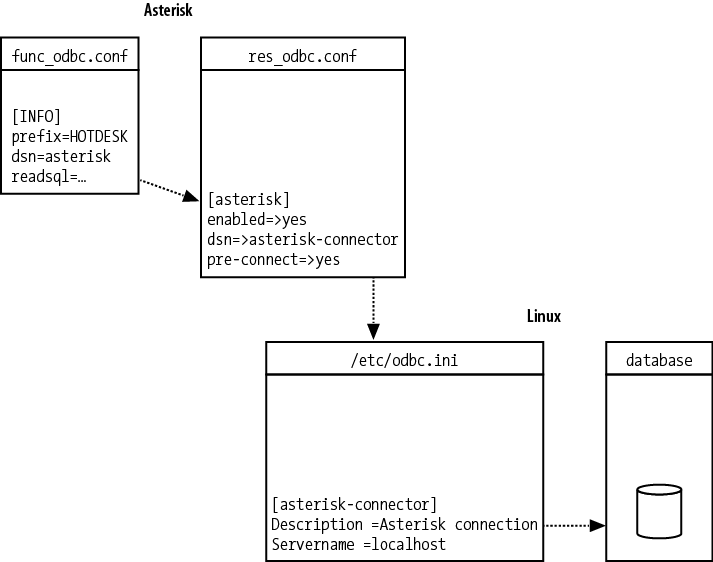 Asterisk
func_odbc.conf
[INFO]
prefix=HOTDESK
dsn=asterisk
readsql=…
res_odbc.conf
[asterisk]
enabled=>yes
dsn=>asterisk-connector
pre-connect=>yes
Linux
/etc/odbc.ini
[asterisk-connector]
Description =Asterisk connection
Servername =localhost
database